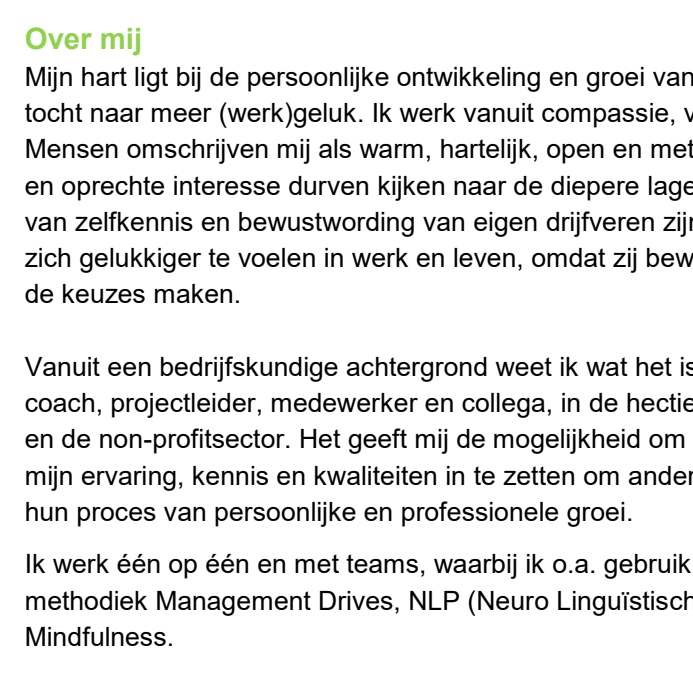 Over mij
Mijn hart ligt bij de persoonlijke ontwikkeling en groei van
tocht naar meer (werk)geluk. Ik werk vanuit compassie,
Mensen omschrijven mij als warm, hartelijk, open en met
en oprechte interesse durven kijken naar de diepere lage
van zelfkennis en bewustwording van eigen drijfveren zij
zich gelukkiger te voelen in werk en leven, omdat zij bew
de keuzes maken.
Vanuit een bedrijfskundige achtergrond weet ik wat het is
coach, projectleider, medewerker en collega, in de hectie
en de non-profitsector. Het geeft mij de mogelijkheid om
mijn ervaring, kennis en kwaliteiten in te zetten om ander
hun proces van persoonlijke en professionele groei.
Ik werk één op één en met teams, waarbij ik o.a. gebruik
methodiek Management Drives, NLP (Neuro Linguïstisch
Mindfulness.